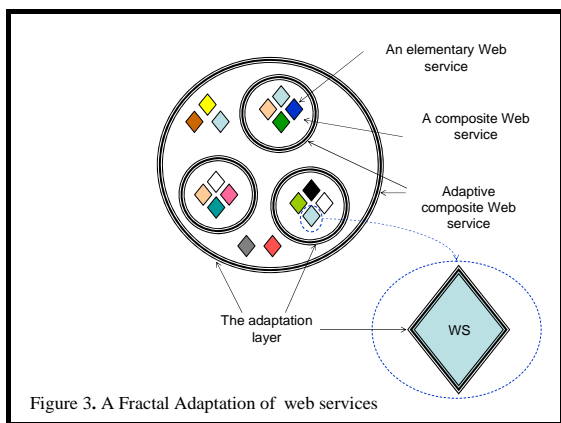 An elementary Web
service
A composite Web
service
Adaptive
composite Web
service
The adaptation
layer
WS
Figure 3. A Fractal Adaptation of web services